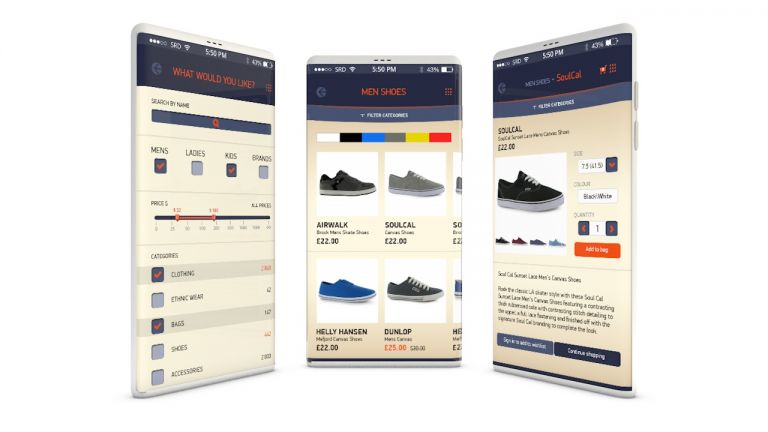 SRD
5:50 PM
43%
WHAT WOULD YOU LIKE?
SEARCH BY NAME
MENS LADIES KIDS BRANDS
PRICE $ ALL PRICES
CATEGORIES
CLOTHING
ETHNIC WEAR 42
BAGS 147
SHOES
ACCESSORIES
SRD 5:50 PM 43%
MEN SHOES
FILTER CATEGORIES
AIRWALK
Brock Mens Skate Shoes
£22.00
SOULCAL
Canvas Shoes
£22.00
HELLY HANSEN
Canvas Shoes
£22.00
DUNLOP
Mens Canvas
£25.00 $30.00
SRD 5:50 PM 43%
MEN SHOES - SoulCal
FILTER CATEGORIES
SOULCAL
SoulCal Sunset Lace Mens Canvas Shoes
£22.00
SIZE
7.5 (41.5)
COLOUR
Black\White
QUANTITY
1
Add to bag
Soul Cal Sunset Lace Men's Canvas Shoes
Rock the classic LA skater style with these Soul Cal
Sunset Lace Men's Canvas Shoes featuring a contrasting
thick rubberised sole with contrasting stitch detailing to
the upper, a full lace fastening and finished off with the
signature Soul Cal branding to complete the look.
Sign in to add to wishlist
Continue shopping